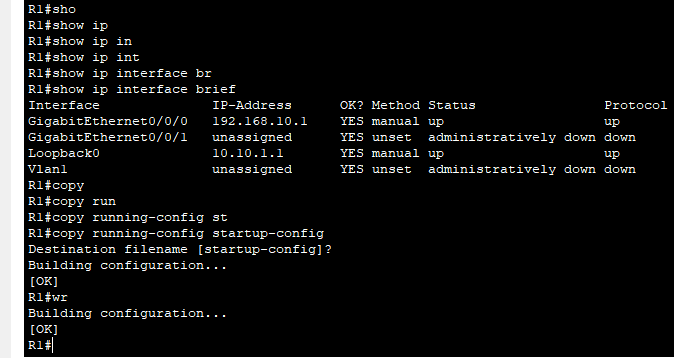 R1#sho
R1#show ip
R1#show ip in
R1#show ip int
R1#show ip interface br
R1#show ip interface brief
Interface              IP-Address      OK? Method Status                Protocol
GigabitEthernet0/0/0   192.168.10.1    YES manual up                    up
GigabitEthernet0/0/1   unassigned      YES unset  administratively down down
Loopback0              10.10.1.1       YES manual up                    up
Vlan1                  unassigned      YES unset  administratively down down
R1#copy
R1#copy run
R1#copy running-config st
R1#copy running-config startup-config
Destination filename [startup-config]?
Building configuration...
[OK]
R1#wr
Building configuration...
[OK]
R1#